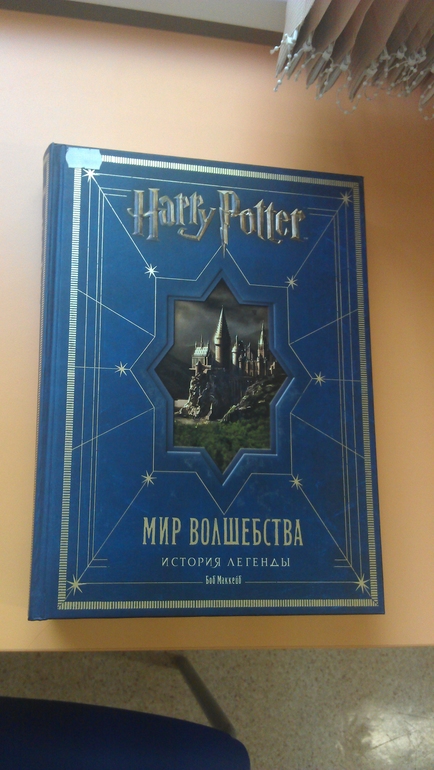 Harry Potter
МИР ВОЛШЕБСТВА
ИСТОРИЯ ЛЕГЕНДЫ
Боб Маккейб